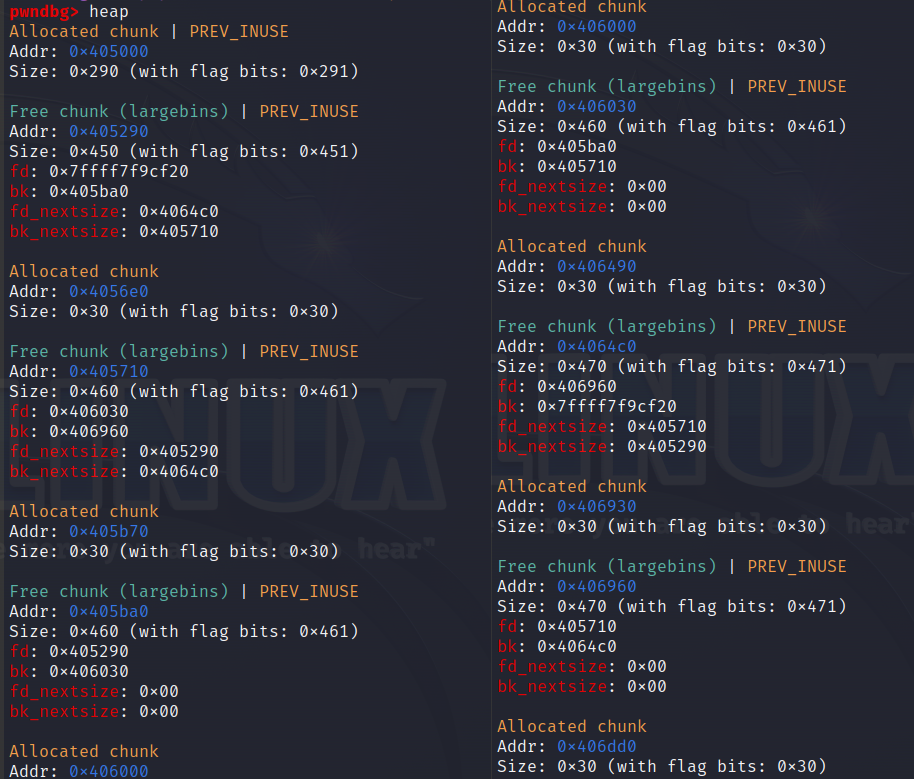 pwndbg> heap
Allocated chunk | PREV_INUSE
Addr: 0x405000
Size: 0x290 (with flag bits: 0x291)
Free chunk (largebins) | PREV_INUSE
Addr: 0x405290
Size: 0x450 (with flag bits: 0x451)
fd: 0x7ffff7f9cf20
bk: 0x405ba0
fd_nextsize: 0x4064c0
bk_nextsize: 0x405710
Allocated chunk
Addr: 0x4056e0
Size: 0x30 (with flag bits: 0x30)
Free chunk (largebins) | PREV_INUSE
Addr: 0x405710
Size: 0x460 (with flag bits: 0x461)
fd: 0x406030
bk: 0x406960
fd_nextsize: 0x405290
bk_nextsize: 0x4064c0
Allocated chunk
Addr: 0x405b70
Size: 0x30 (with flag bits: 0x30)
Free chunk (largebins) | PREV_INUSE
Addr: 0x405ba0
Size: 0x460 (with flag bits: 0x461)
fd: 0x405290
bk: 0x406030
fd_nextsize: 0x00
bk_nextsize: 0x00
Allocated chunk
Addr: 0x406000
Allocated chunk
Addr: 0x406000
Size: 0x30 (with flag bits: 0x30)
Free chunk (largebins) | PREV_INUSE
Addr: 0x406030
Size: 0x460 (with flag bits: 0x461)
fd: 0x405ba0
bk: 0x405710
fd_nextsize: 0x00
bk_nextsize: 0x00
Allocated chunk
Addr: 0x406490
Size: 0x30 (with flag bits: 0x30)
Free chunk (largebins) | PREV_INUSE
Addr: 0x4064c0
Size: 0x470 (with flag bits: 0x471)
fd: 0x406960
bk: 0x7ffff7f9cf20
fd_nextsize: 0x405710
bk_nextsize: 0x405290
Allocated chunk
Addr: 0x406930
Size: 0x30 (with flag bits: 0x30)
Free chunk (largebins) | PREV_INUSE
Addr: 0x406960
Size: 0x470 (with flag bits: 0x471)
fd: 0x405710
bk: 0x4064c0
fd_nextsize: 0x00
bk_nextsize: 0x00
Allocated chunk
Addr: 0x406dd0
Size: 0x30 (with flag bits: 0x30)
LINUX
hear"
LINUX
are able to hear"